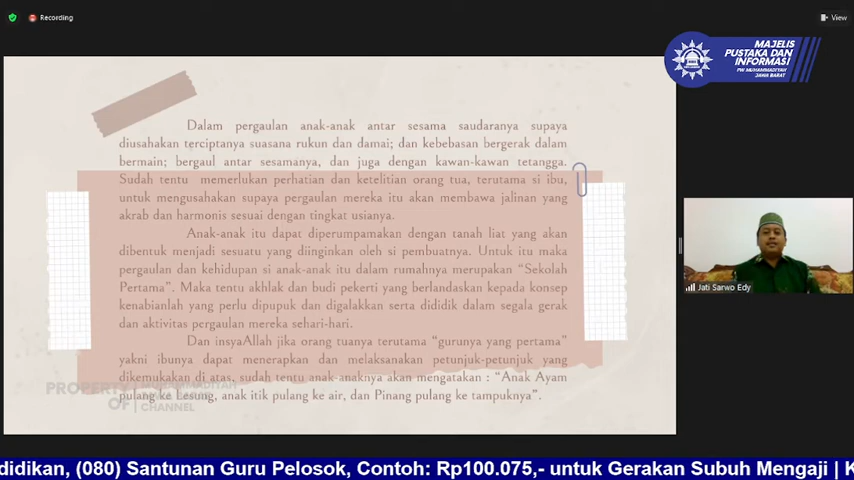 Recording
View
MAJELIS
PUSTAKA DAN
INFORMASI
PW MUHAMMADIYAH
JAWA BARAT
Dalam pergaulan anak-anak antar sesama saudaranya supaya
diusahakan terciptanya suasana rukun dan damai; dan kebebasan bergerak dalam
bermain; bergaul antar sesamanya, dan juga dengan kawan-kawan tetangga.
Sudah tentu memerlukan perhatian dan ketelitian orang tua, terutama si ibu,
untuk mengusahakan supaya pergaulan mereka itu akan membawa jalinan yang
akrab dan harmonis sesuai dengan tingkat usianya.
Anak-anak itu dapat diperumpamakan dengan tanah liat yang akan
dibentuk menjadi sesuatu yang diinginkan oleh si pembuatnya. Untuk itu maka
pergaulan dan kehidupan si anak-anak itu dalam rumahnya merupakan “Sekolah
Pertama”. Maka tentu akhlak dan budi pekerti yang berlandaskan kepada konsep
kenabianlah yang perlu dipupuk dan digalakkan serta dididik dalam segala gerak
dan aktivitas pergaulan mereka sehari-hari.
Dan insyaAllah jika orang tuanya terutama “gurunya yang pertama”
yakni ibunya dapat menerapkan dan melaksanakan petunjuk-petunjuk yang
dikemukakan di atas, sudah tentu anak-anaknya akan mengatakan : “Anak Ayam
pulang ke Lesung, anak itik pulang ke air, dan Pinang pulang ke tampuknya”.
PROPERTY
OF
CHANNEL
Jati Sarwo Edy
didikan, (080) Santunan Guru Pelosok, Contoh: Rp100.075,- untuk Gerakan Subuh Mengaji | K